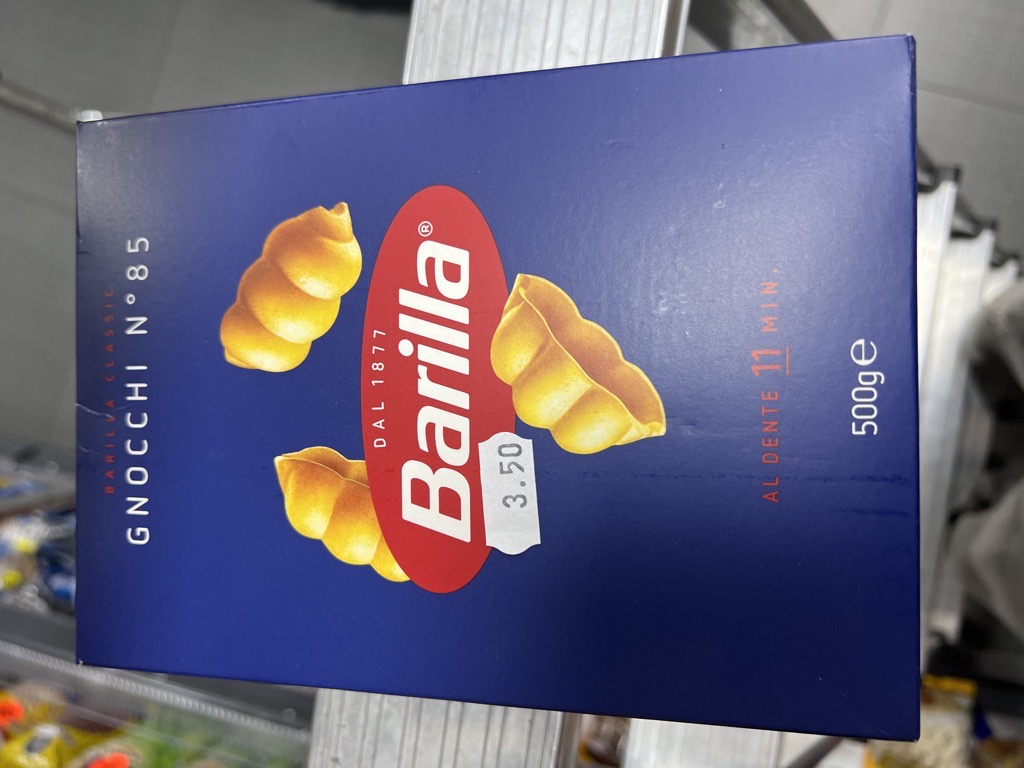 BARILLA CLASSIC
GNOCCHI N°85
DAL 1877
Barilla®
3.50
AL DENTE 11 MIN.
500g℮